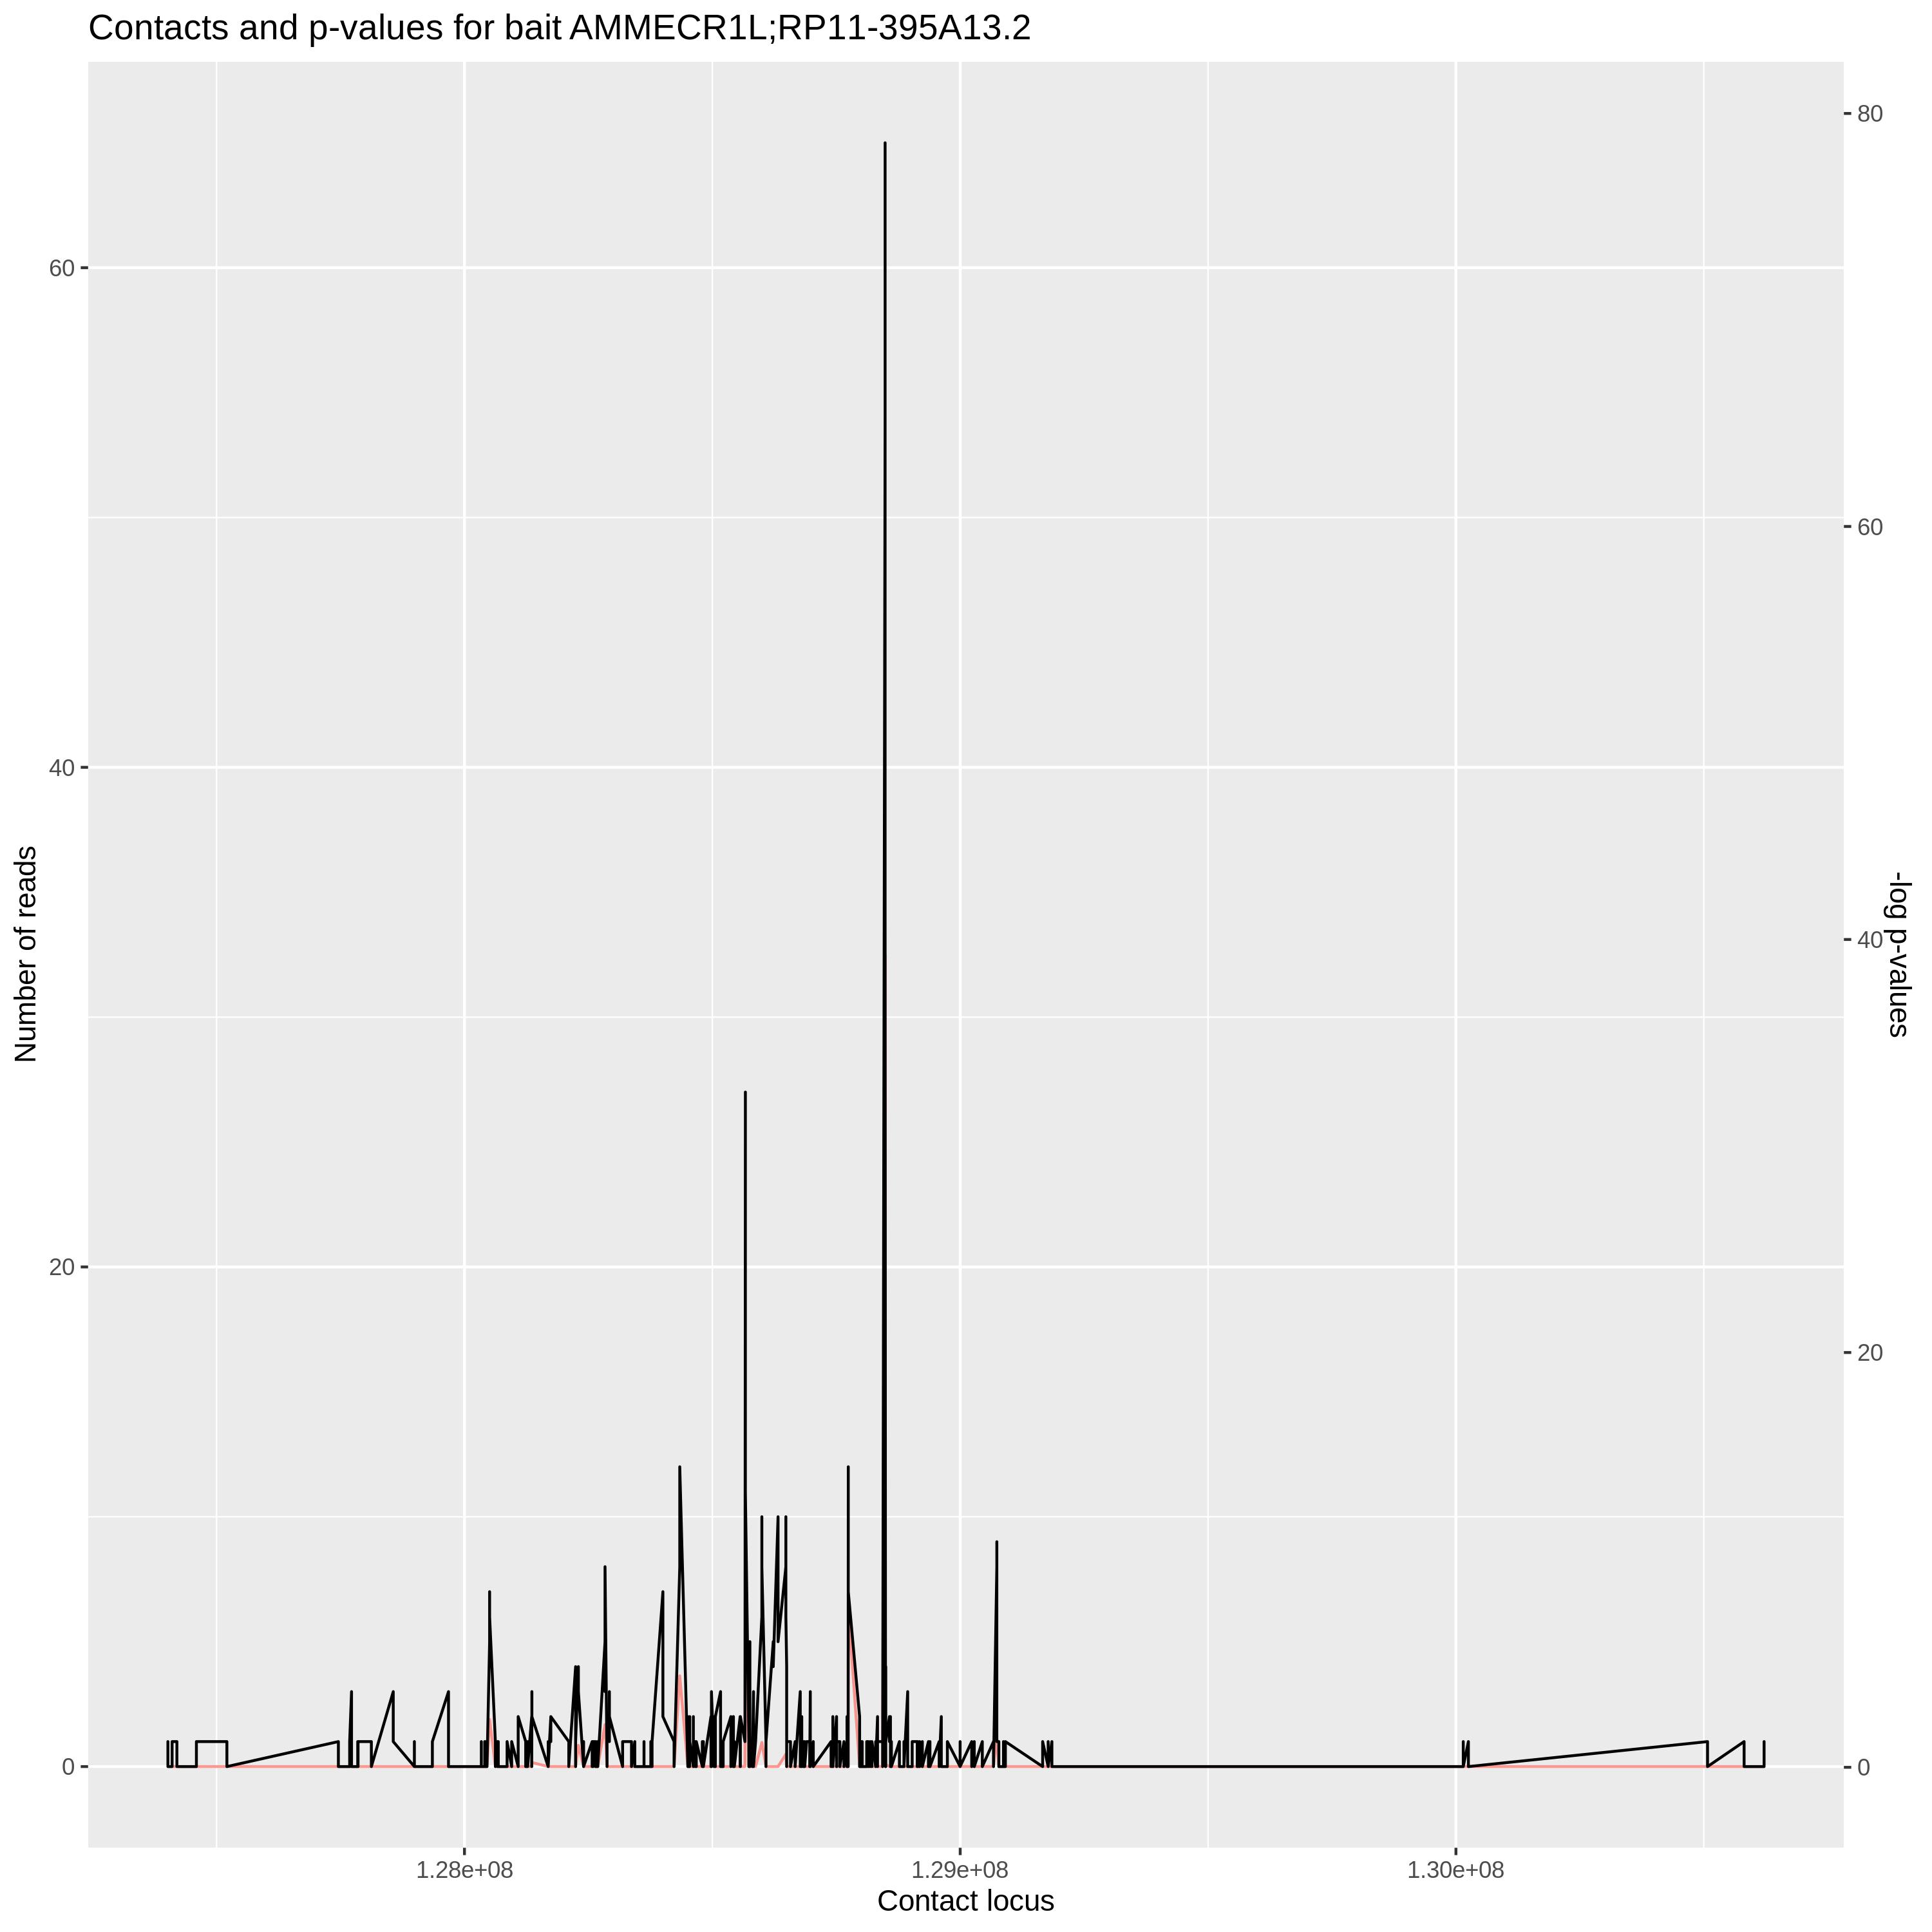 Contacts and p-values for bait AMMECR1L;RP11-395A13.2
80
60
60
40
40
20
20
0
0
Number of reads
-log p-values
1.28e+08 1.29e+08 1.30e+08
Contact locus